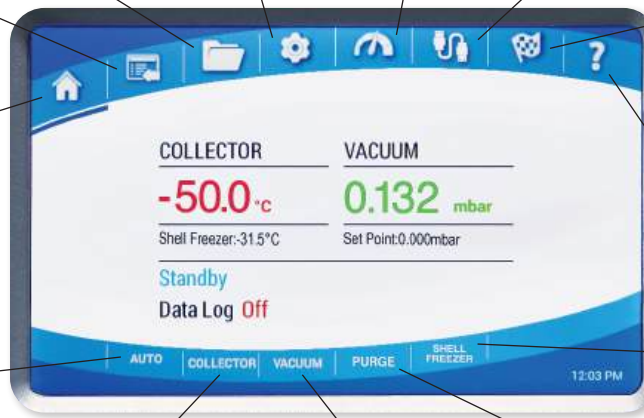 ?
COLLECTOR VACUUM
-50.0 °C 0.132 mbar
Shell Freezer:-31.5°C Set Point:0.000mbar
Standby
Data Log Off
AUTO COLLECTOR VACUUM PURGE SHELL FREEZER
12:03 PM